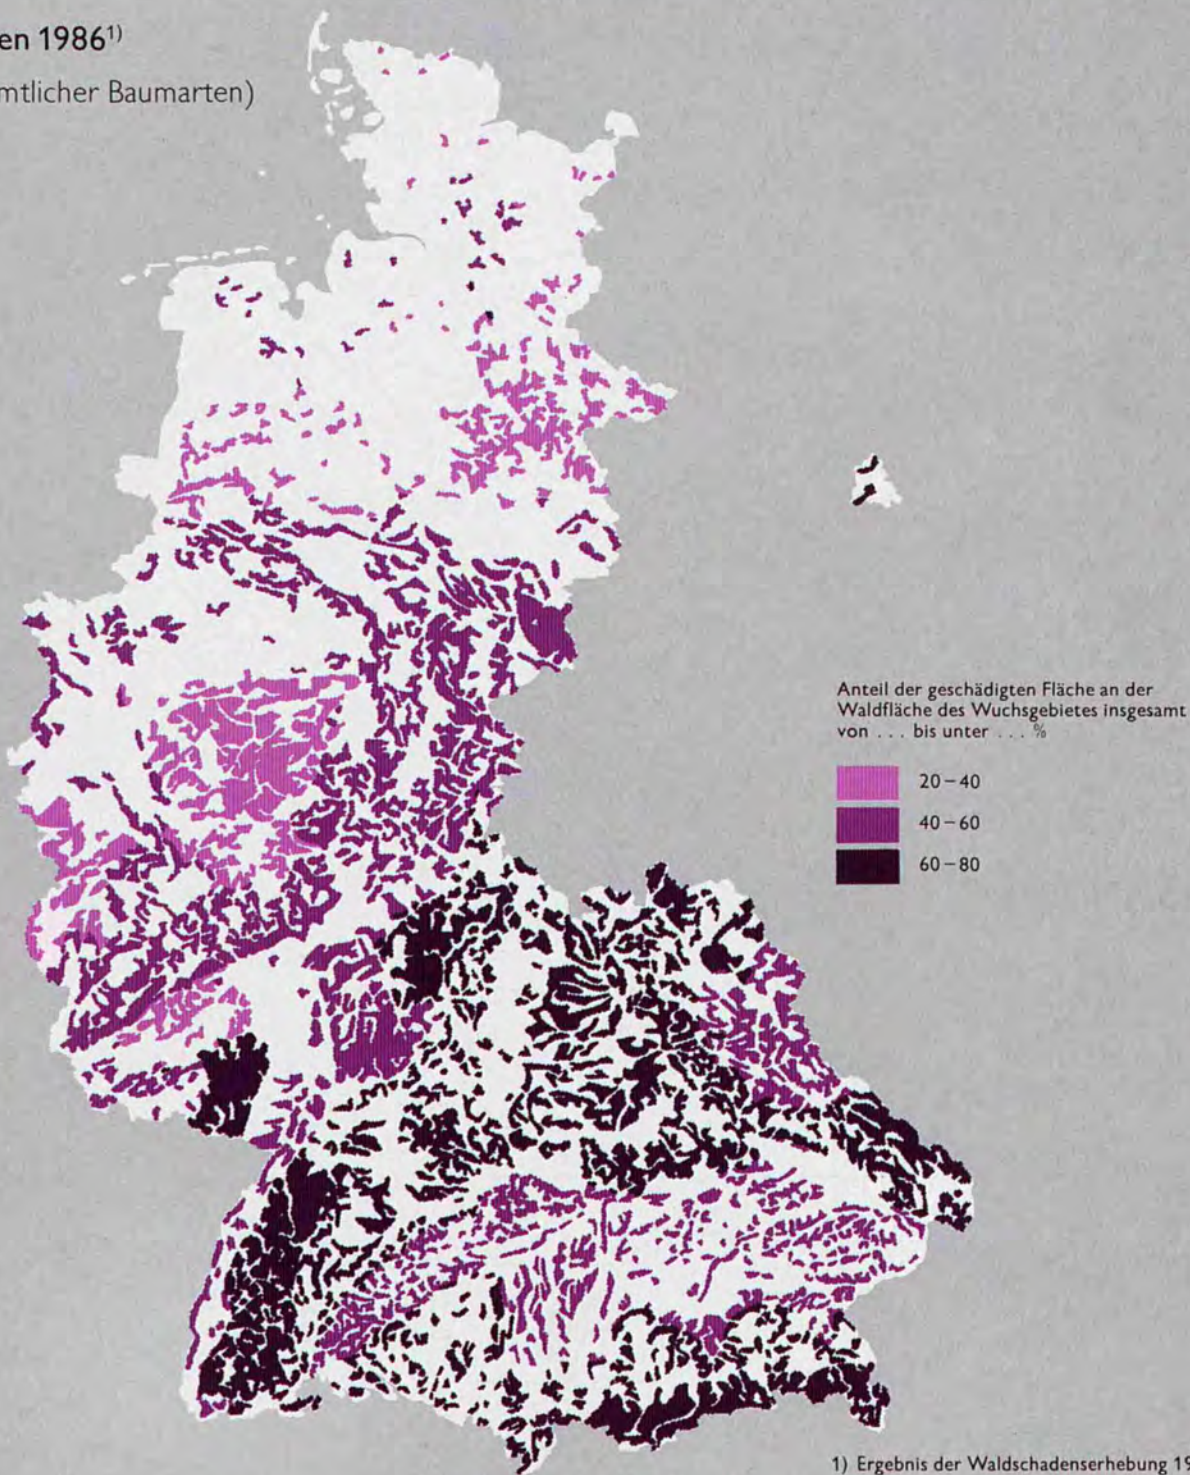 en 1986¹⁾
mtlicher Baumarten)
Anteil der geschädigten Fläche an der
Waldfläche des Wuchsgebietes insgesamt
von . . . bis unter . . . %
20 – 40
40 – 60
60 – 80
1) Ergebnis der Waldschadenserhebung 19